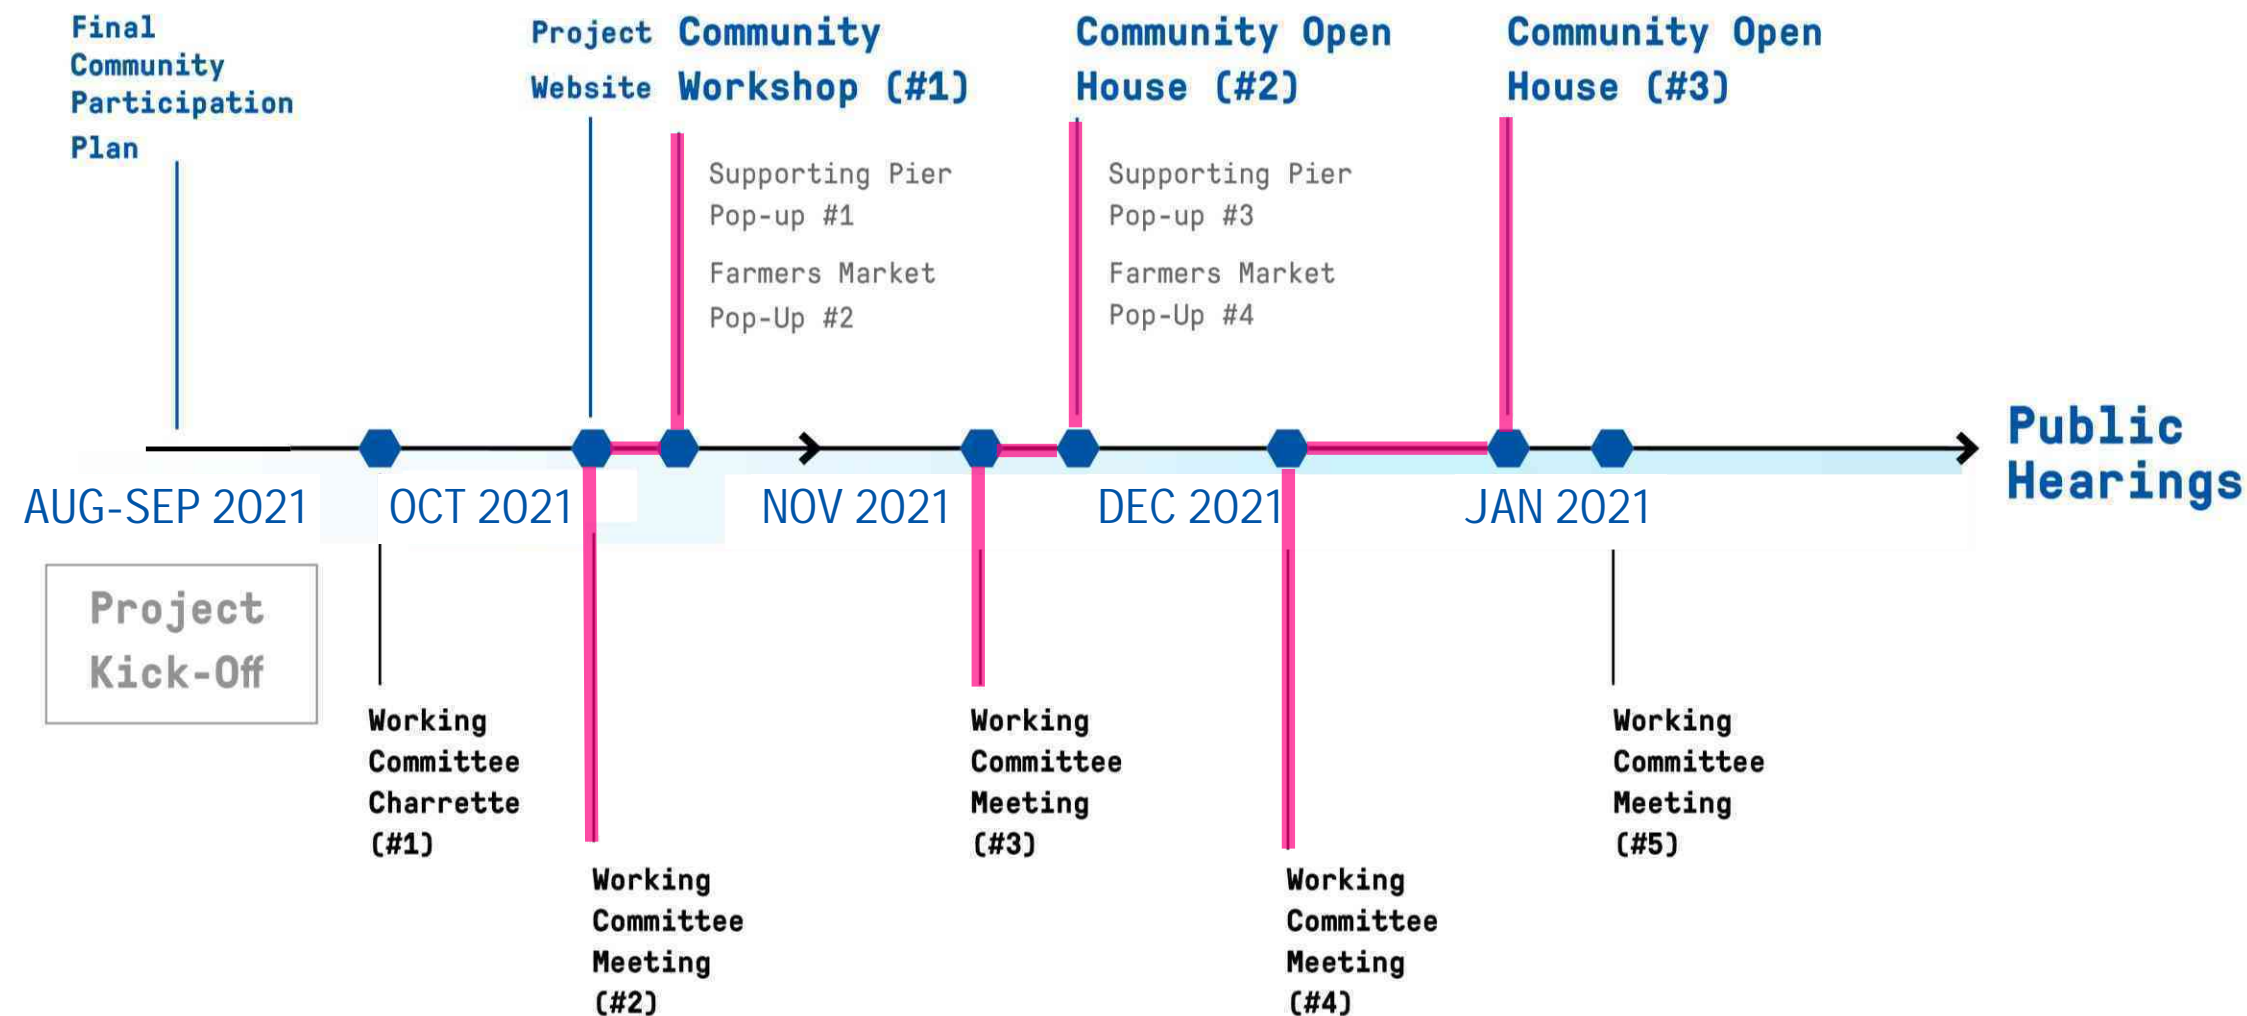 Final
Community
Participation
Plan
Project
Website
Community
Workshop (#1)
Supporting Pier
Pop-up #1
Farmers Market
Pop-Up #2
Community Open
House (#2)
Supporting Pier
Pop-up #3
Farmers Market
Pop-Up #4
Community Open
House (#3)
Public
Hearings
AUG-SEP 2021
OCT 2021
NOV 2021
DEC 2021
JAN 2021
Project
Kick-Off
Working
Committee
Charrette
(#1)
Working
Committee
Meeting
(#2)
Working
Committee
Meeting
(#3)
Working
Committee
Meeting
(#4)
Working
Committee
Meeting
(#5)